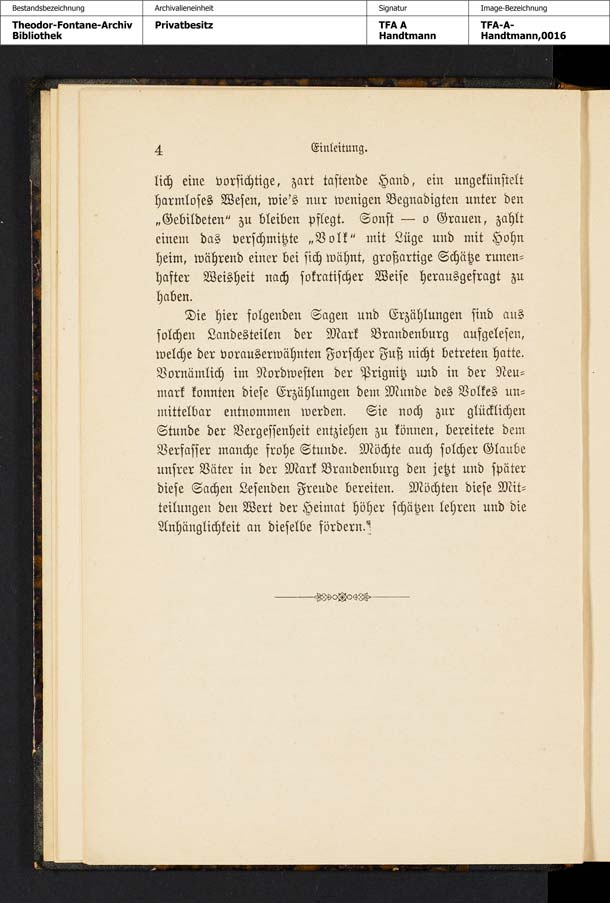 Bestandsbezeichnung Archivalieneinheit Signatur Image-Bezeichnung
Theodor-Fontane-Archiv Privatbesitz TFA A TFA-A-
Bibliothek Handtmann Handtmann,0016
4 Einleitung.
lich eine vorsichtige, zart tastende Hand, ein ungekünstelt
harmloses Wesen, wie's nur wenigen Begnadigten unter den
„Gebildeten“ zu bleiben pflegt. Sonst — o Grauen, zahlt
einem das verschmitzte „Volk“ mit Lüge und mit Hohn
heim, während einer bei sich wähnt, großartige Schätze runen-
hafter Weisheit nach sokratischer Weise herausgefragt zu
haben.
Die hier folgenden Sagen und Erzählungen sind aus
solchen Landesteilen der Mark Brandenburg aufgelesen,
welche der vorauserwähnten Forscher Fuß nicht betreten hatte.
Vornämlich im Nordwesten der Prignitz und in der Neu-
mark konnten diese Erzählungen dem Munde des Volkes un-
mittelbar entnommen werden. Sie noch zur glücklichen
Stunde der Vergessenheit entziehen zu können, bereitete dem
Verfasser manche frohe Stunde. Möchte auch solcher Glaube
unsrer Väter in der Mark Brandenburg den jetzt und später
diese Sachen Lesenden Freude bereiten. Möchten diese Mit-
teilungen den Wert der Heimat höher schätzen lehren und die
Anhänglichkeit an dieselbe fördern.